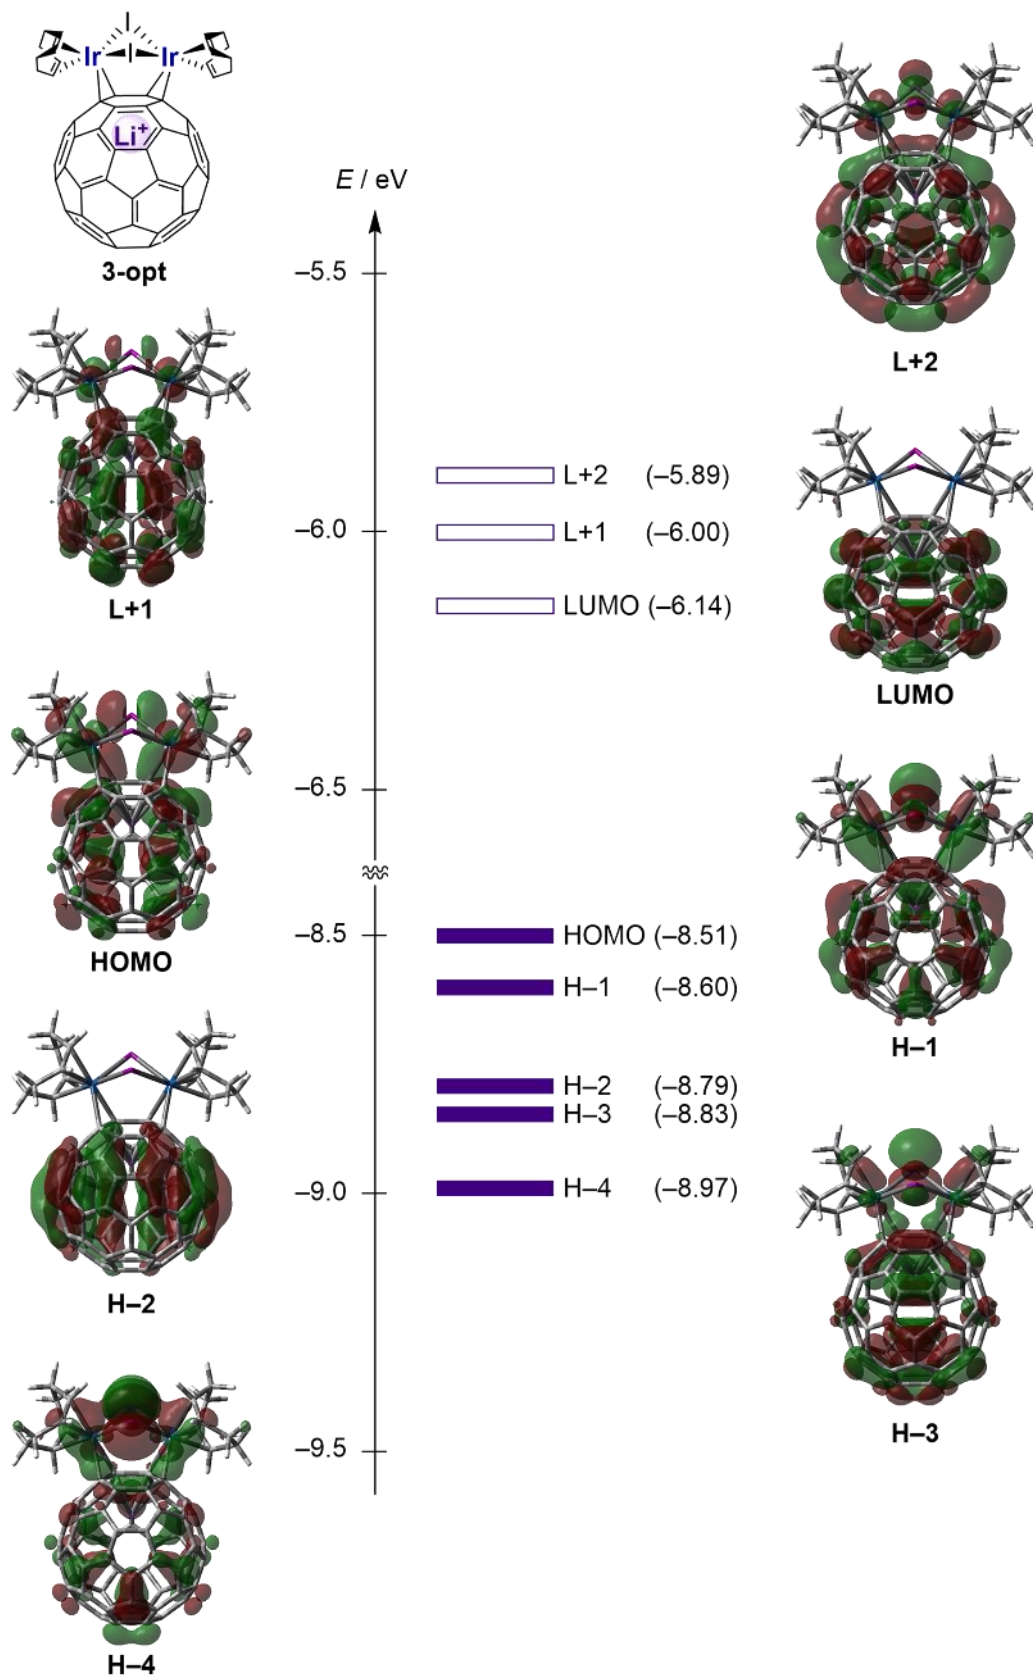 I
Ir I Ir
Li+
3-opt
E / eV
–5.5
L+2
L+1
L+2 (–5.89)
–6.0
L+1 (–6.00)
LUMO (–6.14)
LUMO
–6.5
HOMO
–8.5
HOMO (–8.51)
H–1 (–8.60)
H–1
H–2 (–8.79)
H–3 (–8.83)
–9.0
H–4 (–8.97)
H–2
H–3
–9.5
H–4